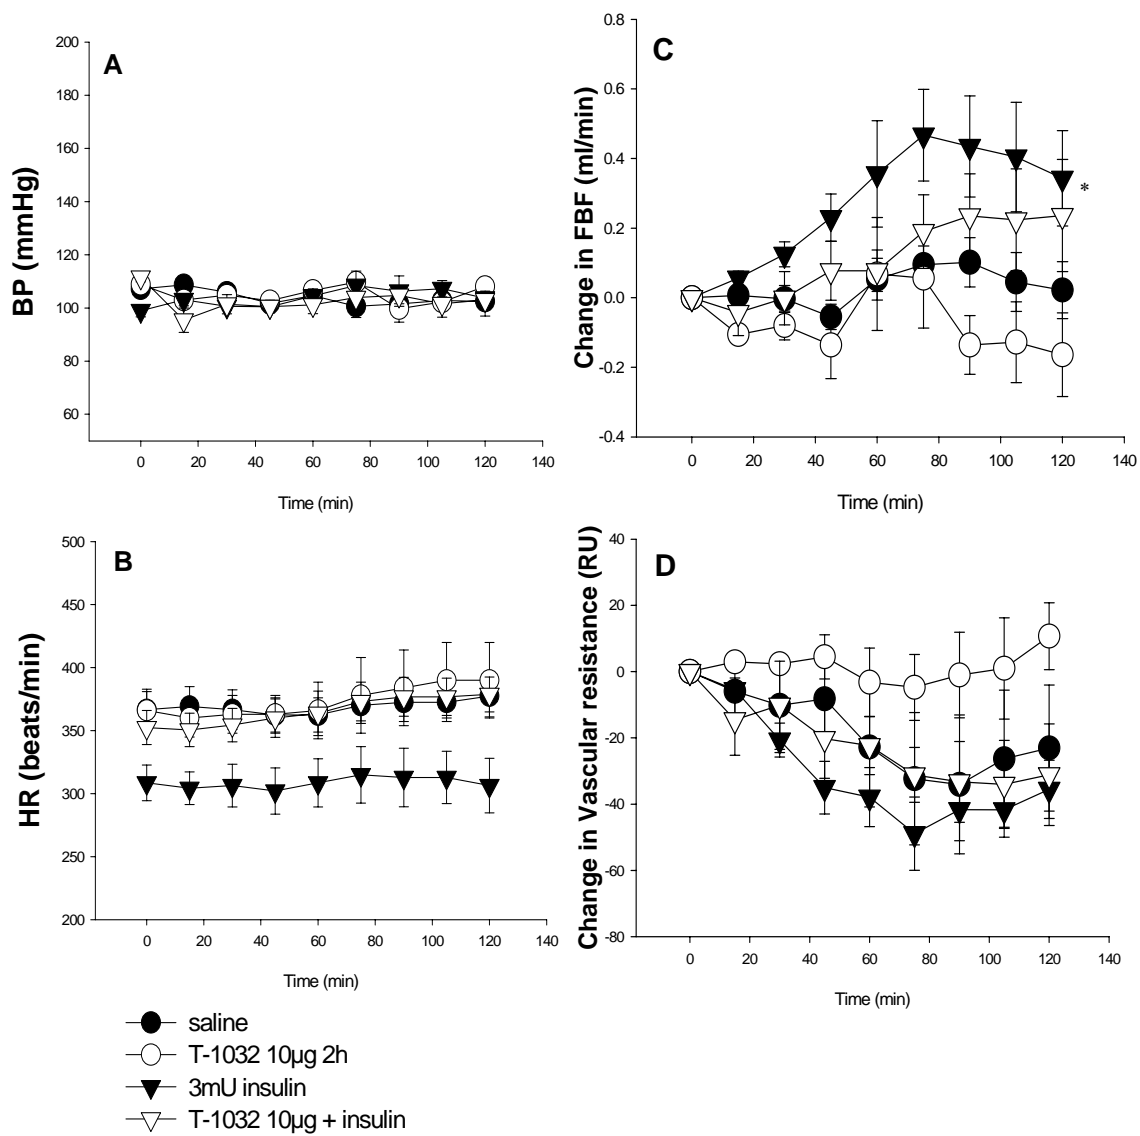 A
BP (mmHg)
200
180
160
140
120
100
80
60
0 20 40 60 80 100 120 140
Time (min)
C
Change in FBF (ml/min)
0.8
0.6
0.4
0.2
0.0
-0.2
-0.4
*
0 20 40 60 80 100 120 140
Time (min)
B
HR (beats/min)
500
450
400
350
300
250
200
0 20 40 60 80 100 120 140
Time (min)
D
Change in Vascular resistance (RU)
40
20
0
-20
-40
-60
-80
0 20 40 60 80 100 120 140
Time (min)
saline
T-1032 10µg 2h
3mU insulin
T-1032 10µg + insulin